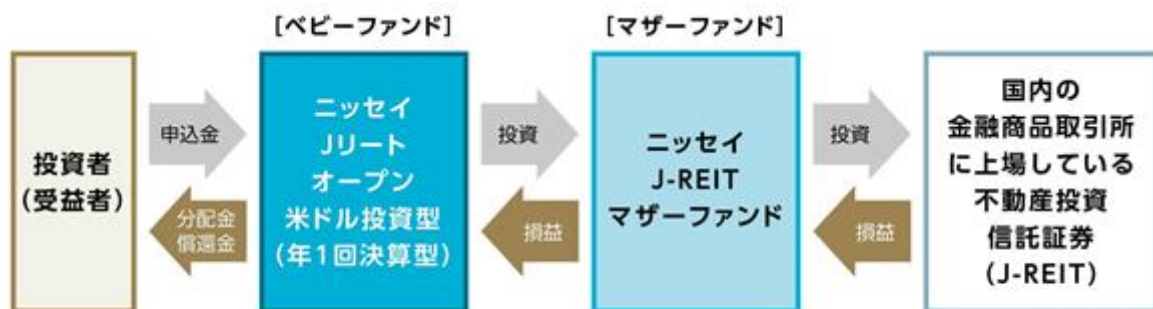 [ベビーファンド]
[マザーファンド]
投資者
(受益者)
申込金
分配金
償還金
ニッセイ
Jリート
オープン
米ドル投資型
(年1回決算型)
投資
損益
ニッセイ
J-REIT
マザーファンド
投資
損益
国内の
金融商品取引所
に上場している
不動産投資
信託証券
(J-REIT)